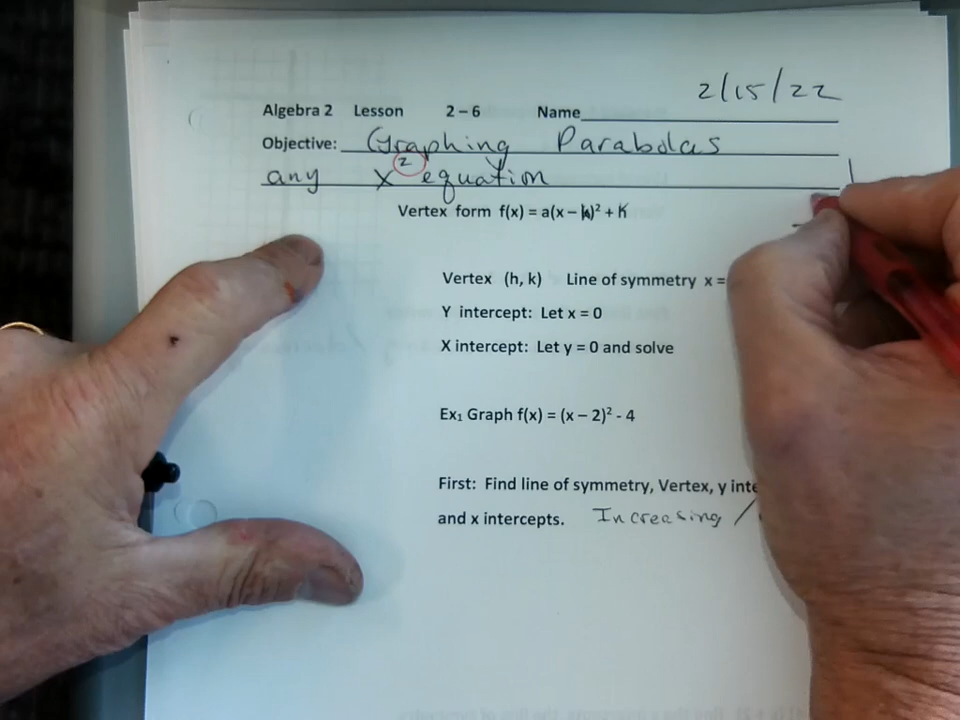 2/15/22
Algebra 2 Lesson 2 – 6 Name
Objective: Graphing Parabolas
any x² equation
Vertex form f(x) = a(x – h)² + K
Vertex (h, k) Line of symmetry x =
Y intercept: Let x = 0
X intercept: Let y = 0 and solve
Ex₁ Graph f(x) = (x – 2)² - 4
First: Find line of symmetry, Vertex, y inte
and x intercepts. Increasing /